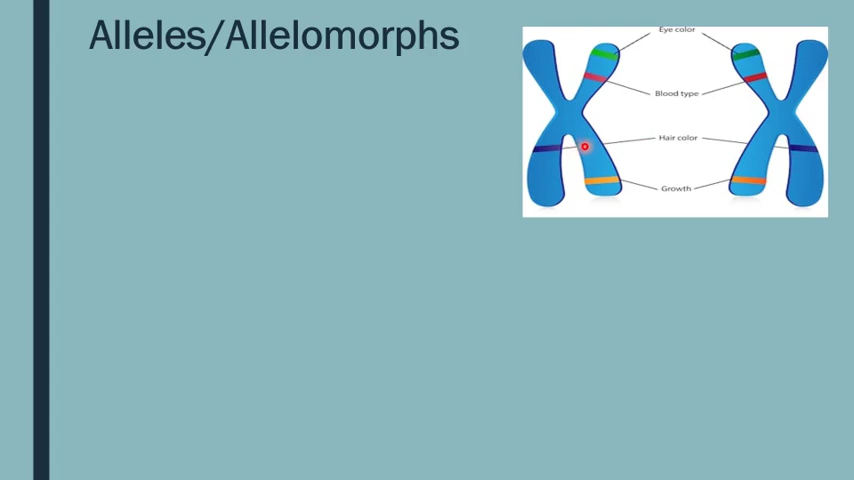 Alleles/Allelomorphs
Eye color
Blood type
Hair color
Growth